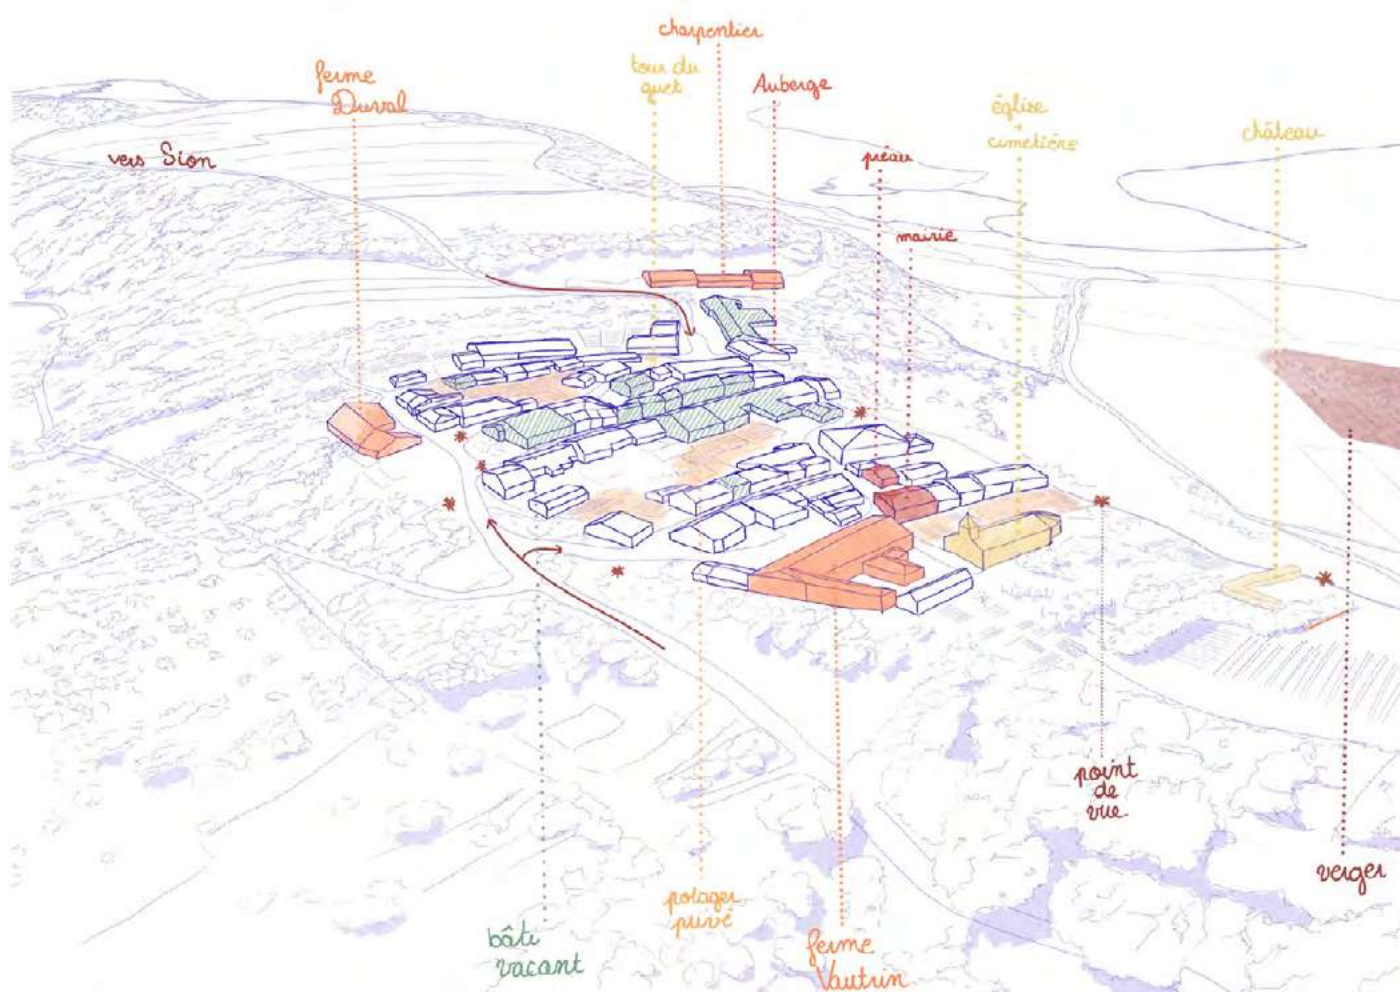 charpentier
ferme
Duval
tour du
guet
Auberge
église
+
cimetière
château
vers Sion
préau
mairie
point
de
vue
verger
potager
privé
bâti
vacant
ferme
Vautrin